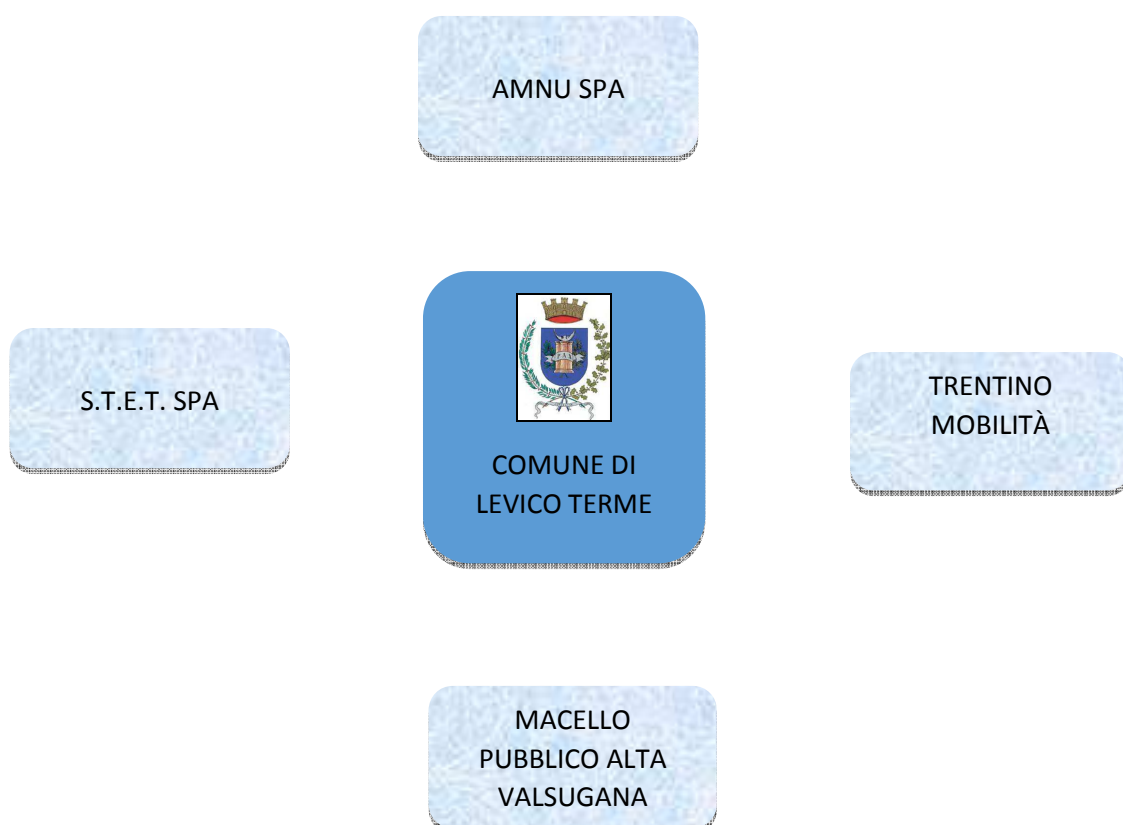 AMNU SPA
S.T.E.T. SPA
COMUNE DI
LEVICO TERME
TRENTINO
MOBILITÀ
MACELLO
PUBBLICO ALTA
VALSUGANA